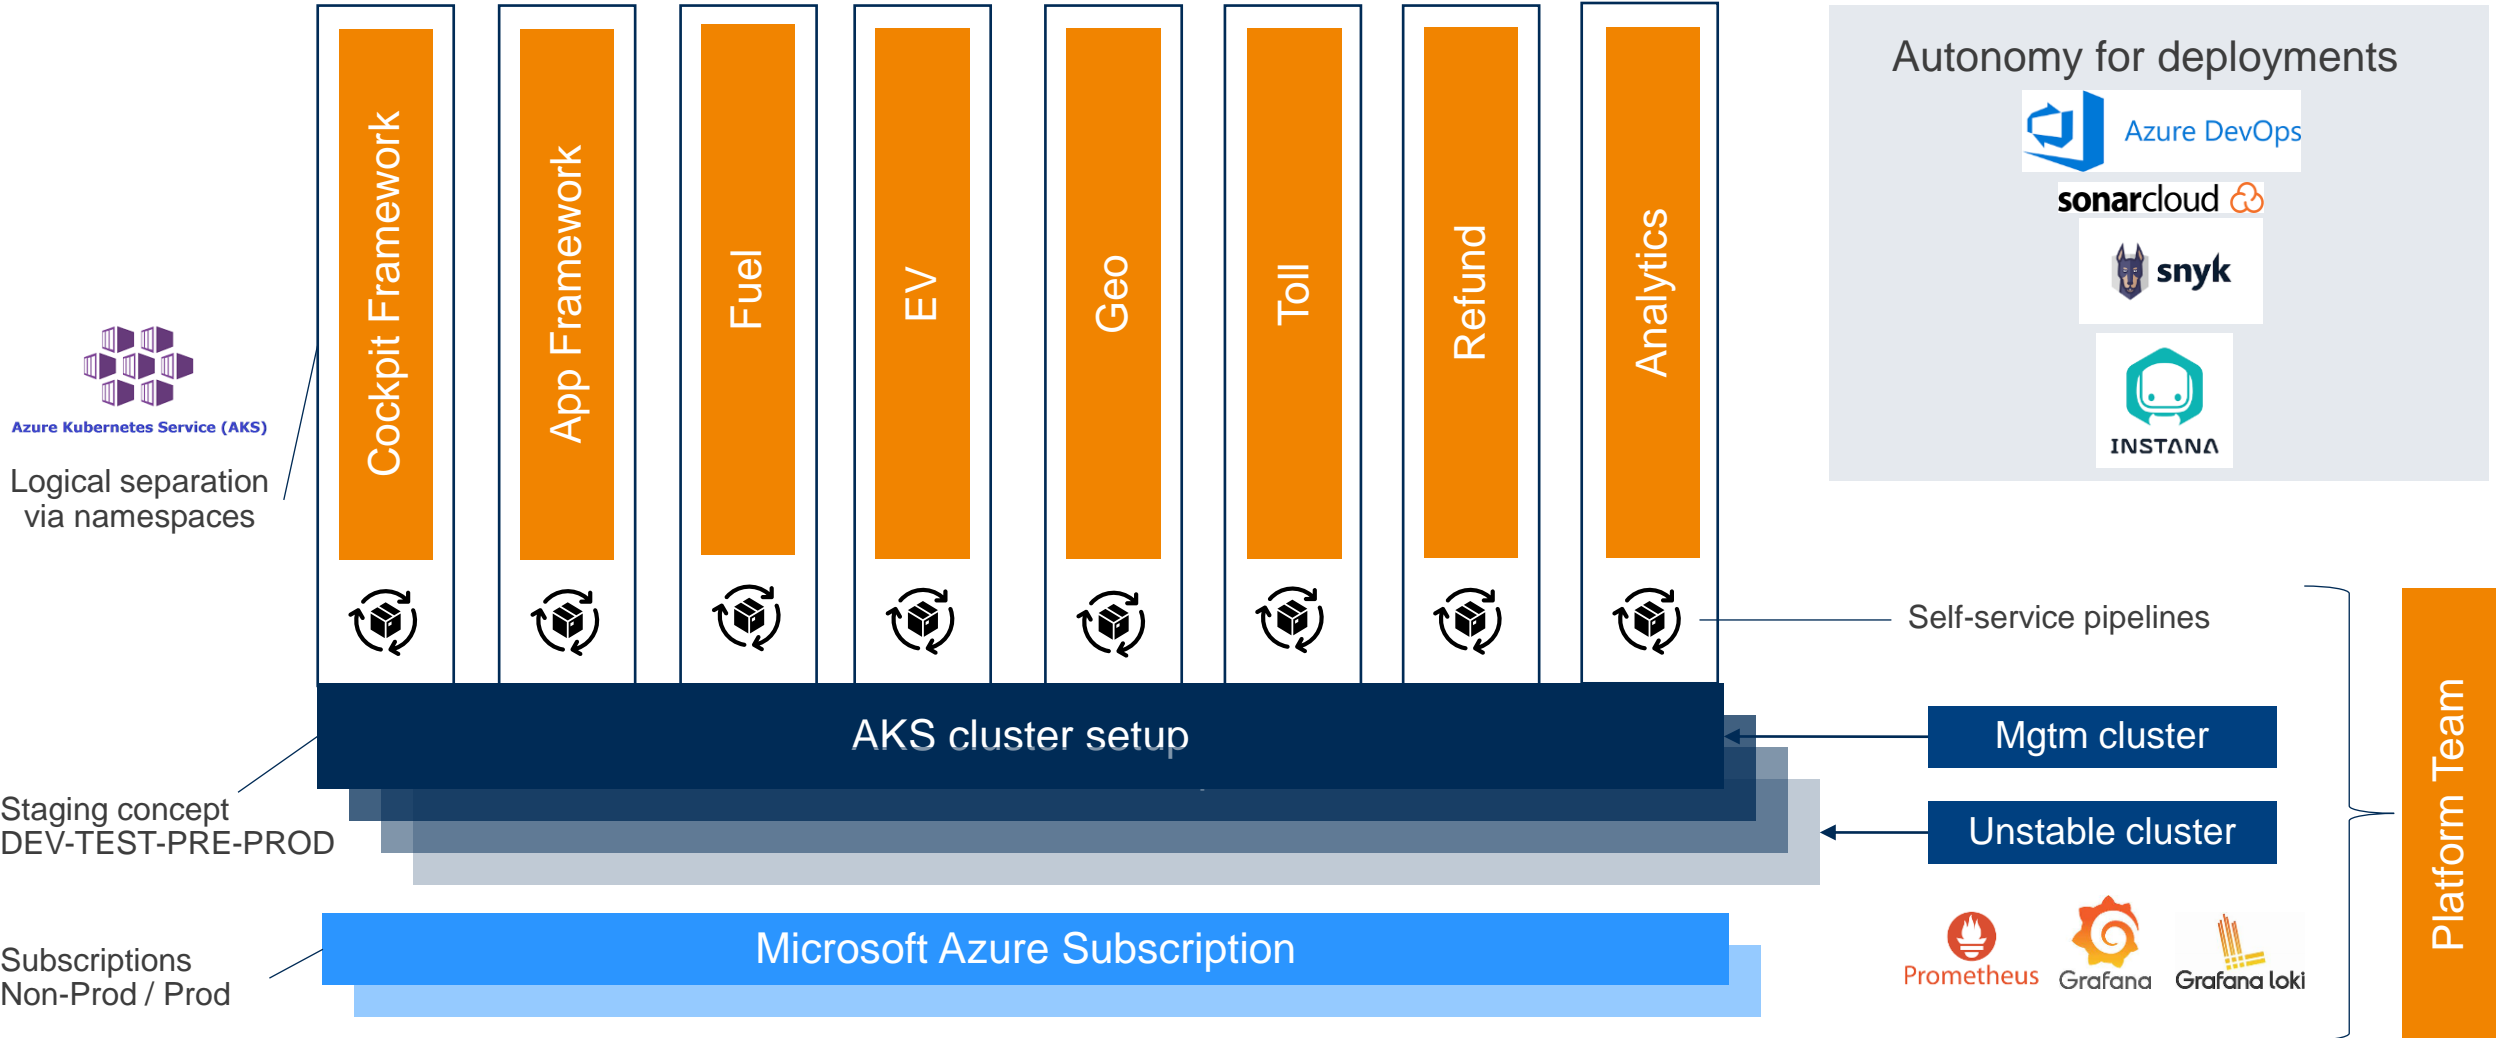 Cockpit Framework
App Framework
Fuel
EV
Geo
Toll
Refund
Analytics
Autonomy for deployments
Azure DevOps
sonarcloud
snyk
INSTANA
Azure Kubernetes Service (AKS)
Logical separation
via namespaces
Self-service pipelines
AKS cluster setup
Mgtm cluster
Unstable cluster
Staging concept
DEV-TEST-PRE-PROD
Microsoft Azure Subscription
Subscriptions
Non-Prod / Prod
Prometheus
Grafana
Grafana loki
Platform Team